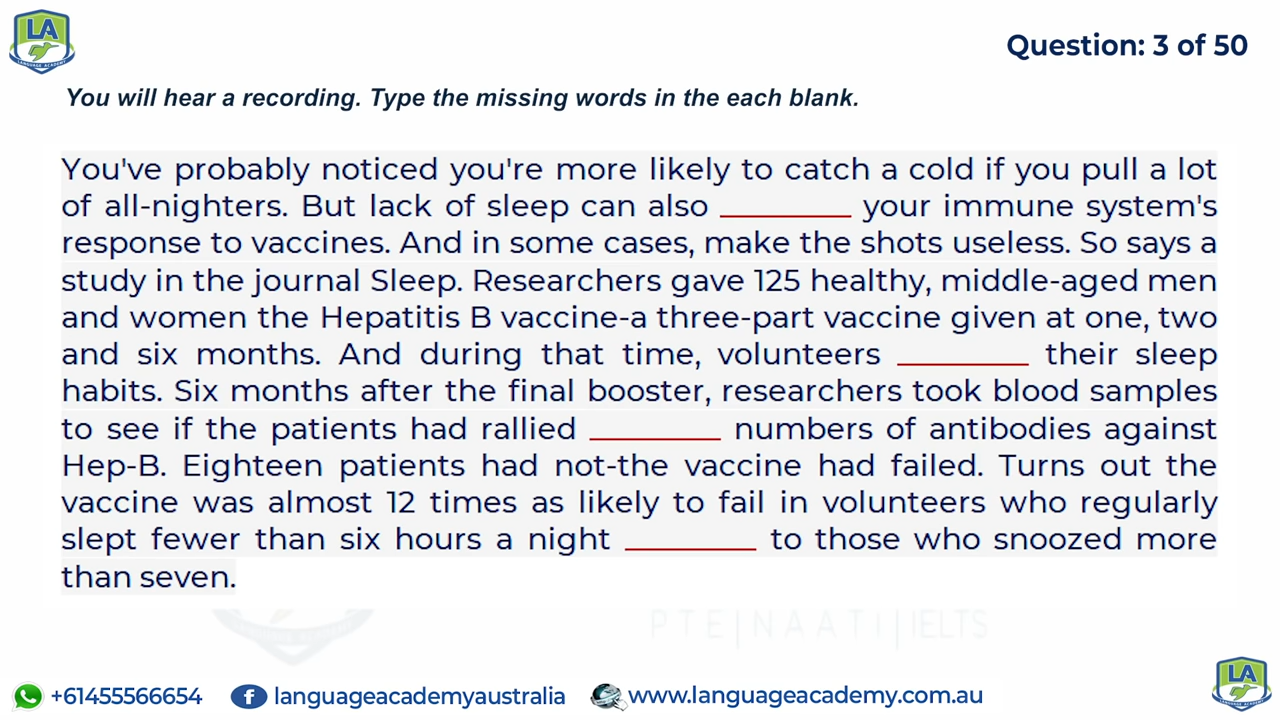 LA
LANGUAGE ACADEMY
Question: 3 of 50
You will hear a recording. Type the missing words in the each blank.
You've probably noticed you're more likely to catch a cold if you pull a lot
of all-nighters. But lack of sleep can also ________ your immune system's
response to vaccines. And in some cases, make the shots useless. So says a
study in the journal Sleep. Researchers gave 125 healthy, middle-aged men
and women the Hepatitis B vaccine-a three-part vaccine given at one, two
and six months. And during that time, volunteers ________ their sleep
habits. Six months after the final booster, researchers took blood samples
to see if the patients had rallied ________ numbers of antibodies against
Hep-B. Eighteen patients had not-the vaccine had failed. Turns out the
vaccine was almost 12 times as likely to fail in volunteers who regularly
slept fewer than six hours a night ________ to those who snoozed more
than seven.
LANGUAGE ACADEMY
PTE|NAATI|IELTS
+61455566654
languageacademyaustralia
www.languageacademy.com.au
LA